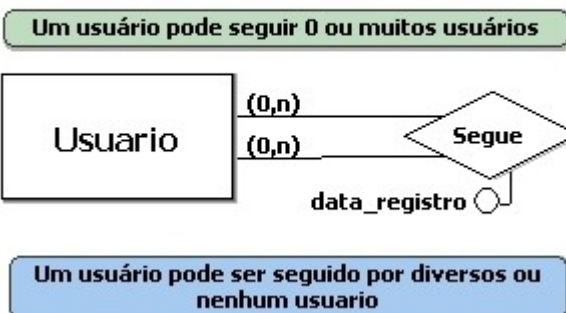 Um usuário pode seguir 0 ou muitos usuários
(0,n)
Usuario
Segue
(0,n)
data_registro
Um usuário pode ser seguido por diversos ou
nenhum usuario